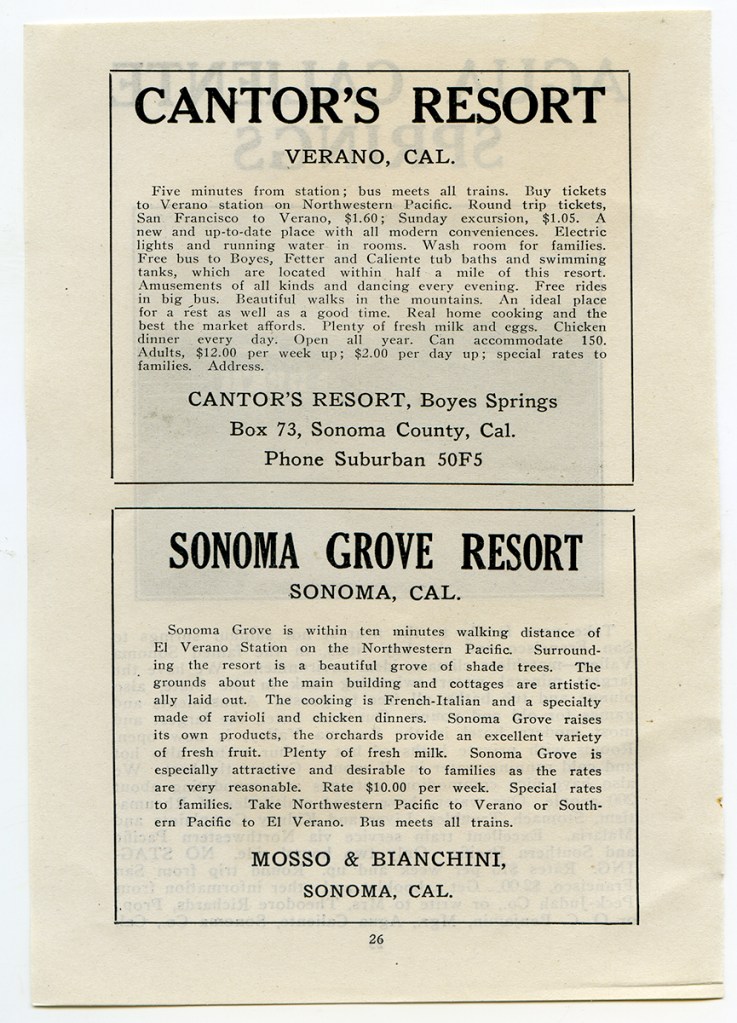 CANTOR'S RESORT
VERANO, CAL.
Five minutes from station; bus meets all trains. Buy tickets
to Verano station on Northwestern Pacific. Round trip tickets,
San Francisco to Verano, $1.60; Sunday excursion, $1.05. A
new and up-to-date place with all modern conveniences. Electric
lights and running water in rooms. Wash room for families.
Free bus to Boyes, Fetter and Caliente tub baths and swimming
tanks, which are located within half a mile of this resort.
Amusements of all kinds and dancing every evening. Free rides
in big bus. Beautiful walks in the mountains. An ideal place
for a rest as well as a good time. Real home cooking and the
best the market affords. Plenty of fresh milk and eggs. Chicken
dinner every day. Open all year. Can accommodate 150.
Adults, $12.00 per week up; $2.00 per day up; special rates to
families. Address.
CANTOR'S RESORT, Boyes Springs
Box 73, Sonoma County, Cal.
Phone Suburban 50F5
SONOMA GROVE RESORT
SONOMA, CAL.
Sonoma Grove is within ten minutes walking distance of
El Verano Station on the Northwestern Pacific. Surround-
ing the resort is a beautiful grove of shade trees. The
grounds about the main building and cottages are artistic-
ally laid out. The cooking is French-Italian and a specialty
made of ravioli and chicken dinners. Sonoma Grove raises
its own products, the orchards provide an excellent variety
of fresh fruit. Plenty of fresh milk. Sonoma Grove is
especially attractive and desirable to families as the rates
are very reasonable. Rate $10.00 per week. Special rates
to families. Take Northwestern Pacific to Verano or South-
ern Pacific to El Verano. Bus meets all trains.
MOSSO & BIANCHINI,
SONOMA, CAL.
26